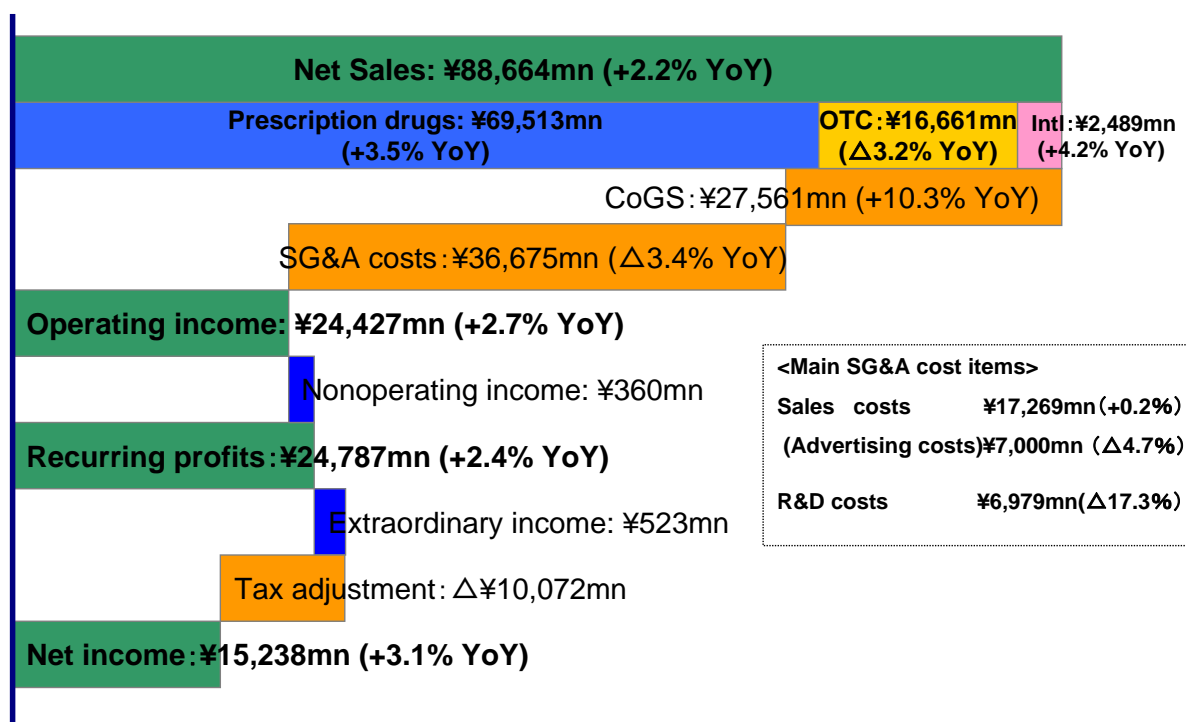 Net Sales: ¥88,664mn (+2.2% YoY)
Prescription drugs: ¥69,513mn
(+3.5% YoY)
OTC：¥16,661mn
(△3.2% YoY)
Intl：¥2,489mn
(+4.2% YoY)
CoGS：¥27,561mn (+10.3% YoY)
SG&A costs：¥36,675mn (△3.4% YoY)
Operating income: ¥24,427mn (+2.7% YoY)
Nonoperating income: ¥360mn
Recurring profits：¥24,787mn (+2.4% YoY)
Extraordinary income: ¥523mn
Tax adjustment：△¥10,072mn
Net income：¥15,238mn (+3.1% YoY)
<Main SG&A cost items>
Sales costs ¥17,269mn（+0.2%）
(Advertising costs)¥7,000mn （△4.7%）
R&D costs ¥6,979mn(△17.3%）